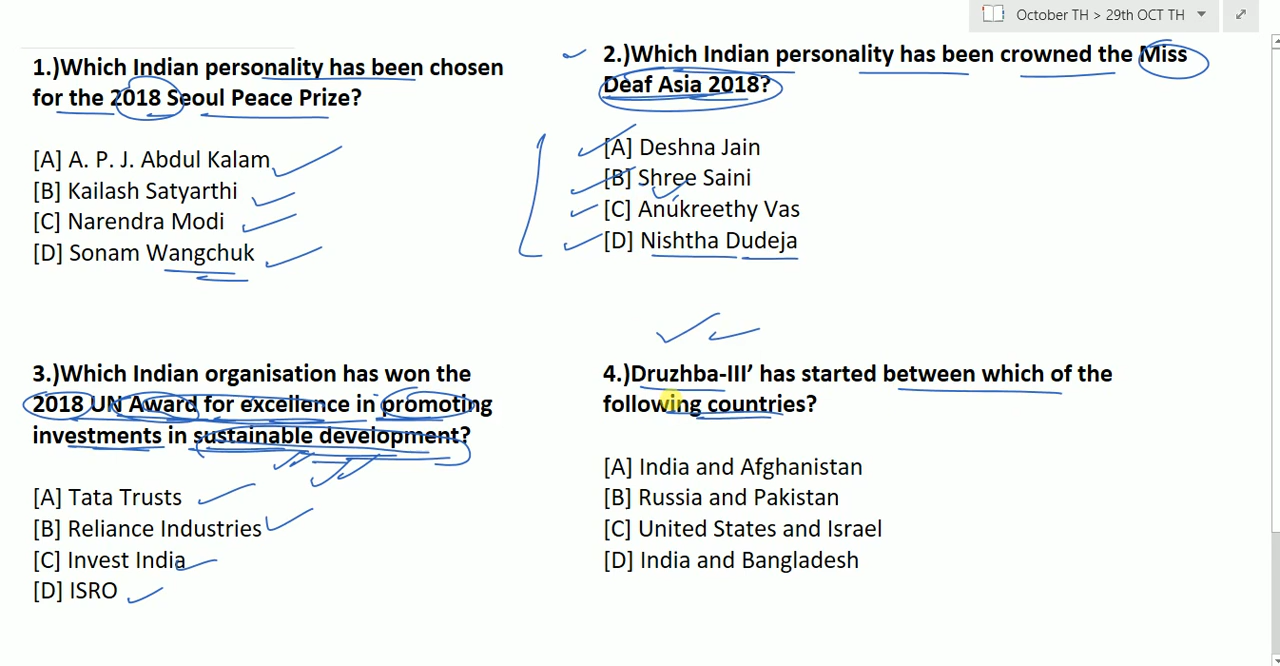 October TH > 29th OCT TH
1.)Which Indian personality has been chosen
for the 2018 Seoul Peace Prize?
[A] A. P. J. Abdul Kalam
[B] Kailash Satyarthi
[C] Narendra Modi
[D] Sonam Wangchuk
2.)Which Indian personality has been crowned the Miss
Deaf Asia 2018?
[A] Deshna Jain
[B] Shree Saini
[C] Anukreethy Vas
[D] Nishtha Dudeja
3.)Which Indian organisation has won the
2018 UN Award for excellence in promoting
investments in sustainable development?
[A] Tata Trusts
[B] Reliance Industries
[C] Invest India
[D] ISRO
4.)Druzhba-III’ has started between which of the
following countries?
[A] India and Afghanistan
[B] Russia and Pakistan
[C] United States and Israel
[D] India and Bangladesh